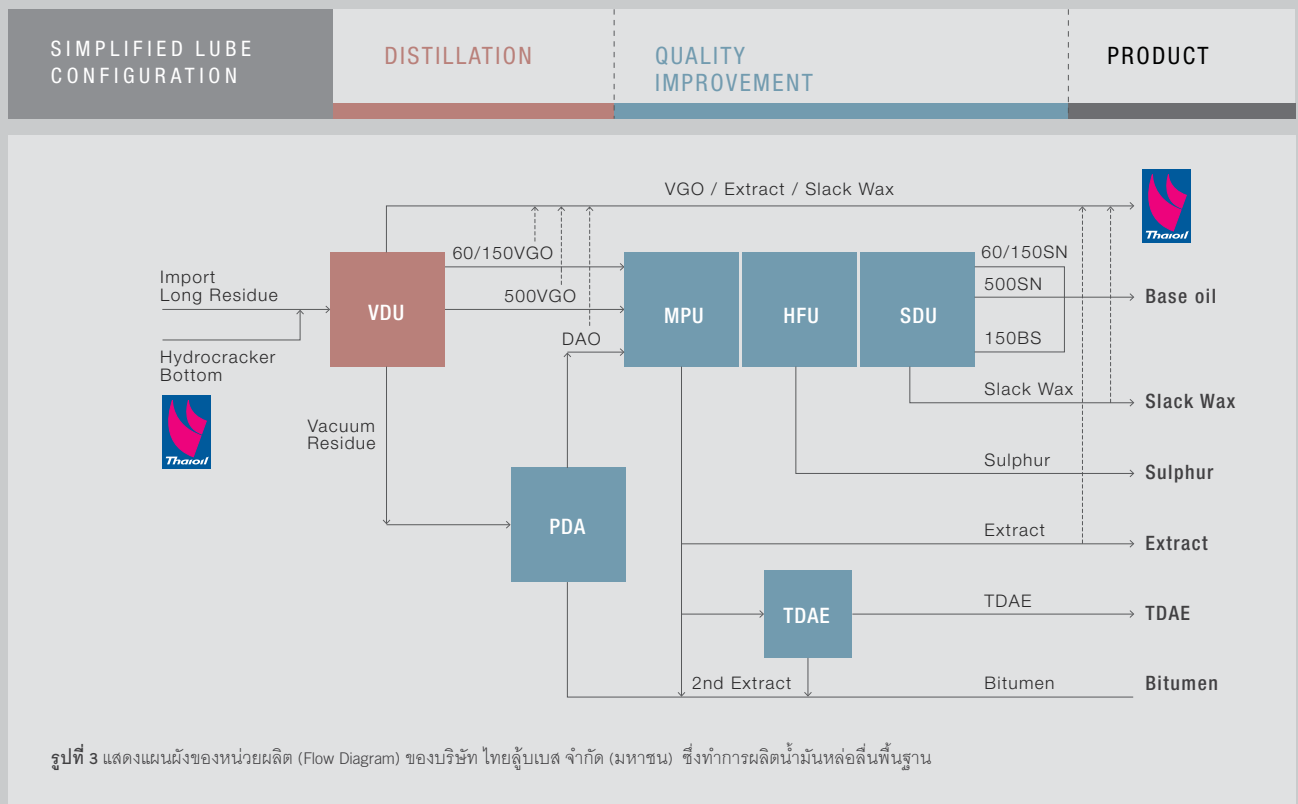 SIMPLIFIED LUBE
CONFIGURATION
DISTILLATION
QUALITY
IMPROVEMENT
PRODUCT
VGO / Extract / Slack Wax
Thaioil
60/150VGO
60/150SN
Import
Long Residue
500VGO
500SN
Base oil
VDU
MPU
HFU
SDU
DAO
150BS
Hydrocracker
Bottom
Slack Wax
Slack Wax
Thaioil
Vacuum
Residue
Sulphur
Sulphur
PDA
Extract
Extract
TDAE
TDAE
TDAE
2nd Extract
Bitumen
Bitumen
รูปที่ 3 แสดงแผนผังของหน่วยผลิต (Flow Diagram) ของบริษัท ไทยลู้บเบส จำกัด (มหาชน) ซึ่งทำการผลิตน้ำมันหล่อลื่นพื้นฐาน